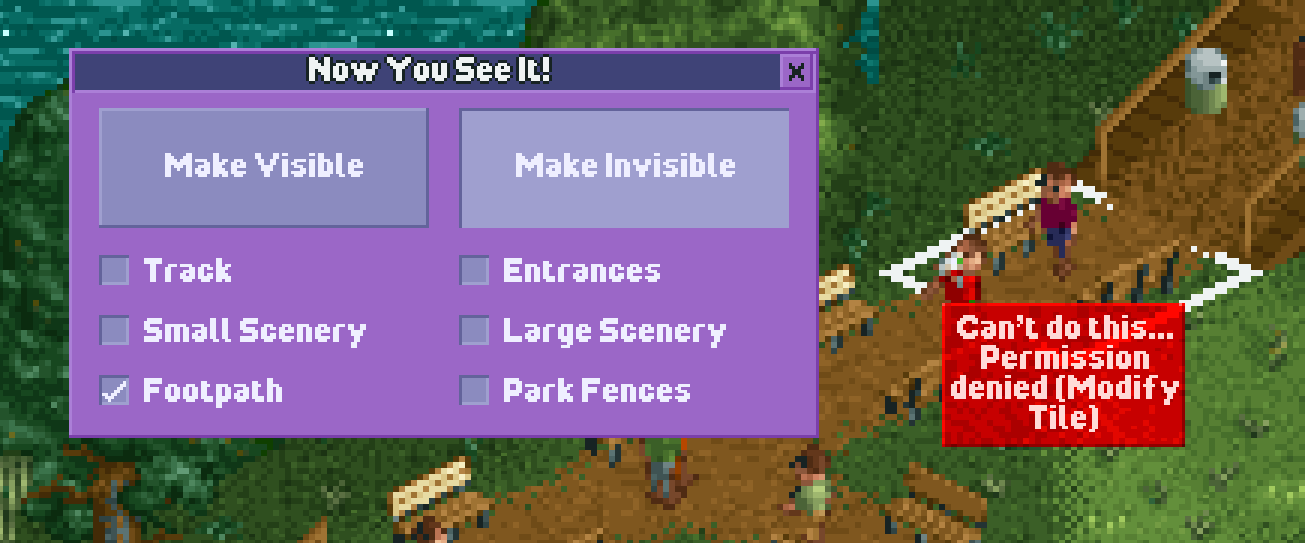 Now You See It!
Make Visible
Make Invisible
Track
Entrances
Small Scenery
Large Scenery
Footpath
Park Fences
Can't do this...
Permission
denied (Modify
Tile)